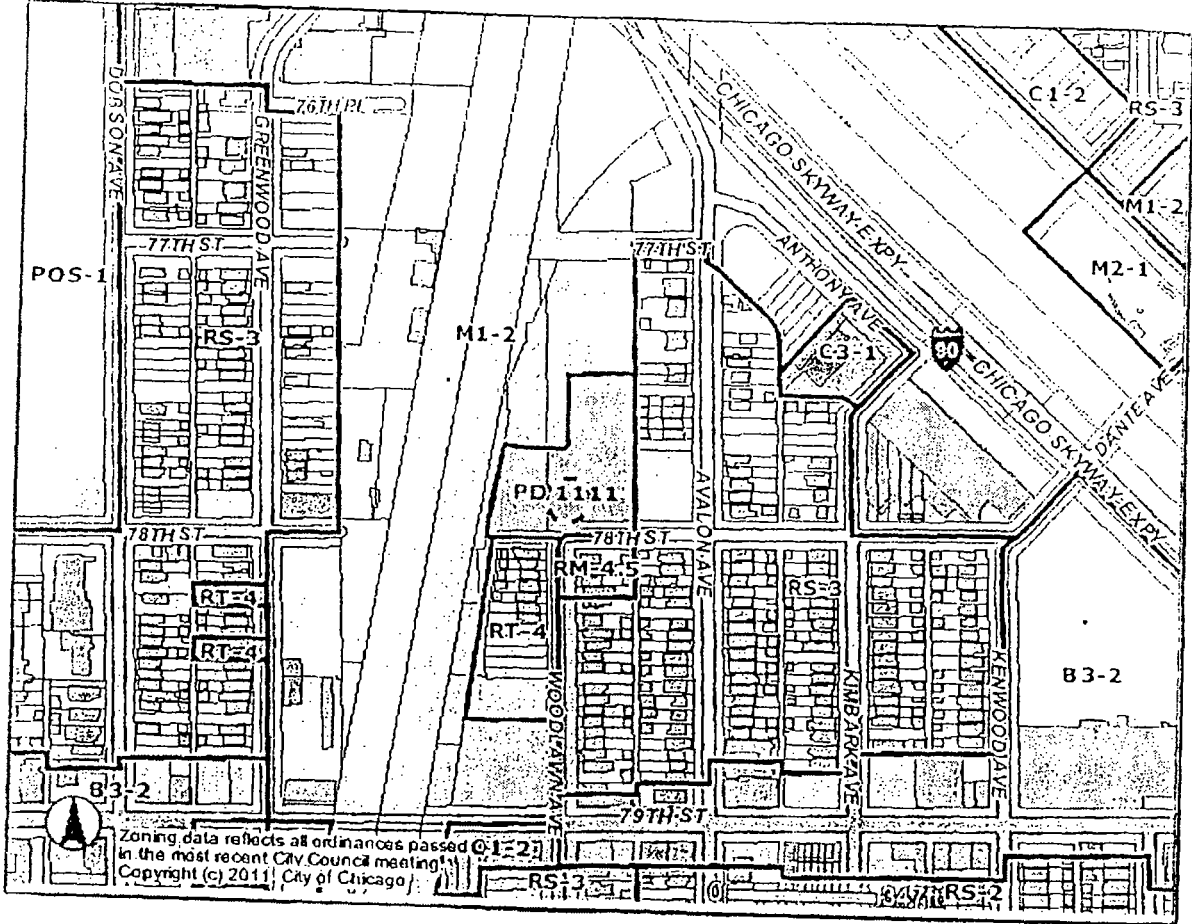 C1-2
RS-3
CHICAGO SKYWAY EXPY
DOBSON AVE
GREENWOOD AVE
76TH PL
M1-2
77TH ST
77TH ST
ANTHONY AVE
POS-1
M2-1
RS-3
M1-2
C3-1
80
CHICAGO SKYWAY EXPY
DANTE AVE
PD 1111
AVALON AVE
78TH ST
78TH ST
RM-4.5
RS-3
RT-4
RT-4
RT-4
WOODLAWN AVE
KIMBARK AVE
KENWOOD AVE
B3-2
B3-2
79TH ST
Zoning data reflects all ordinances passed
in the most recent City Council meeting
Copyright (c) 2011 City of Chicago
C1-2
RS-3
RS-2